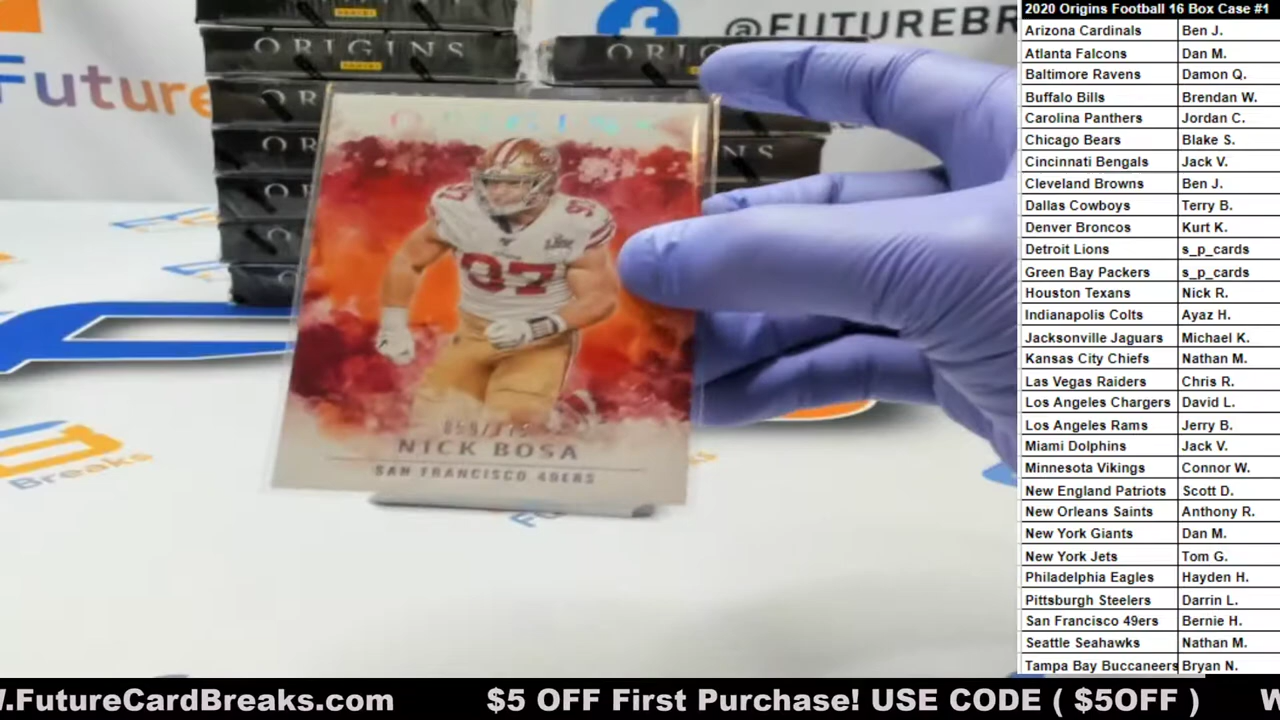 2020 Origins Football 16 Box Case #1
Arizona Cardinals Ben J.
Atlanta Falcons Dan M.
Baltimore Ravens Damon Q.
Buffalo Bills Brendan W.
Carolina Panthers Jordan C.
Chicago Bears Blake S.
Cincinnati Bengals Jack V.
Cleveland Browns Ben J.
Dallas Cowboys Terry B.
Denver Broncos Kurt K.
Detroit Lions s_p_cards
Green Bay Packers s_p_cards
Houston Texans Nick R.
Indianapolis Colts Ayaz H.
Jacksonville Jaguars Michael K.
Kansas City Chiefs Nathan M.
Las Vegas Raiders Chris R.
Los Angeles Chargers David L.
Los Angeles Rams Jerry B.
Miami Dolphins Jack V.
Minnesota Vikings Connor W.
New England Patriots Scott D.
New Orleans Saints Anthony R.
New York Giants Dan M.
New York Jets Tom G.
Philadelphia Eagles Hayden H.
Pittsburgh Steelers Darrin L.
San Francisco 49ers Bernie H.
Seattle Seahawks Nathan M.
Tampa Bay Buccaneers Bryan N.
@FUTUREBR
PANINI
ORIGINS
PANINI
Future
ORIGINS
97
97
NICK BOSA
SAN FRANCISCO 49ERS
Breaks
W.FutureCardBreaks.com $5 OFF First Purchase! USE CODE ( $5OFF ) W